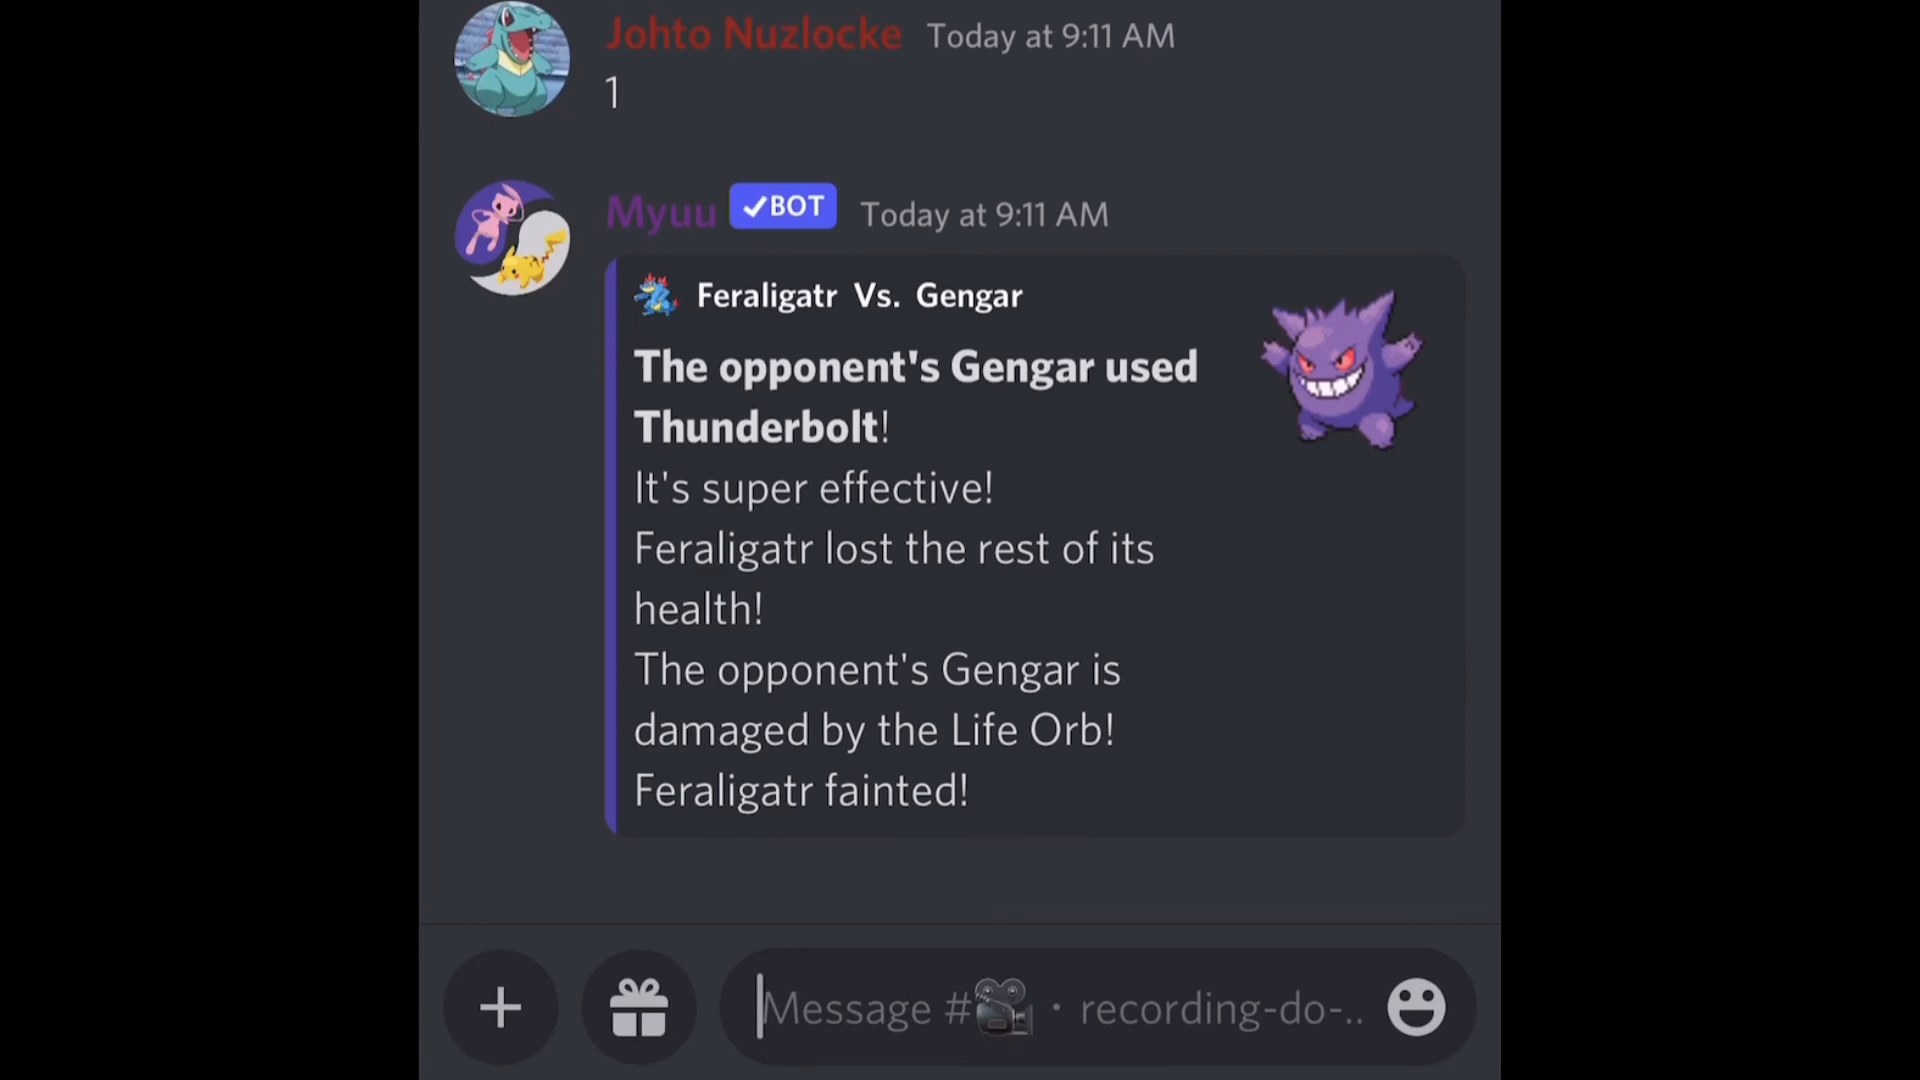 Johto Nuzlocke Today at 9:11 AM
1
Myuu ✓BOT Today at 9:11 AM
Feraligatr Vs. Gengar
The opponent's Gengar used
Thunderbolt!
It's super effective!
Feraligatr lost the rest of its
health!
The opponent's Gengar is
damaged by the Life Orb!
Feraligatr fainted!
Message #🎥・recording-do-..